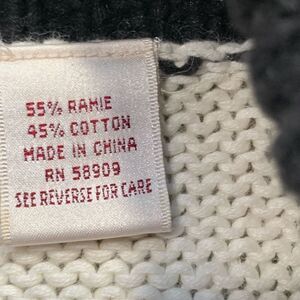 55% RAMIE
45% COTTON
MADE IN CHINA
RN 58909
SEE REVERSE FOR CARE